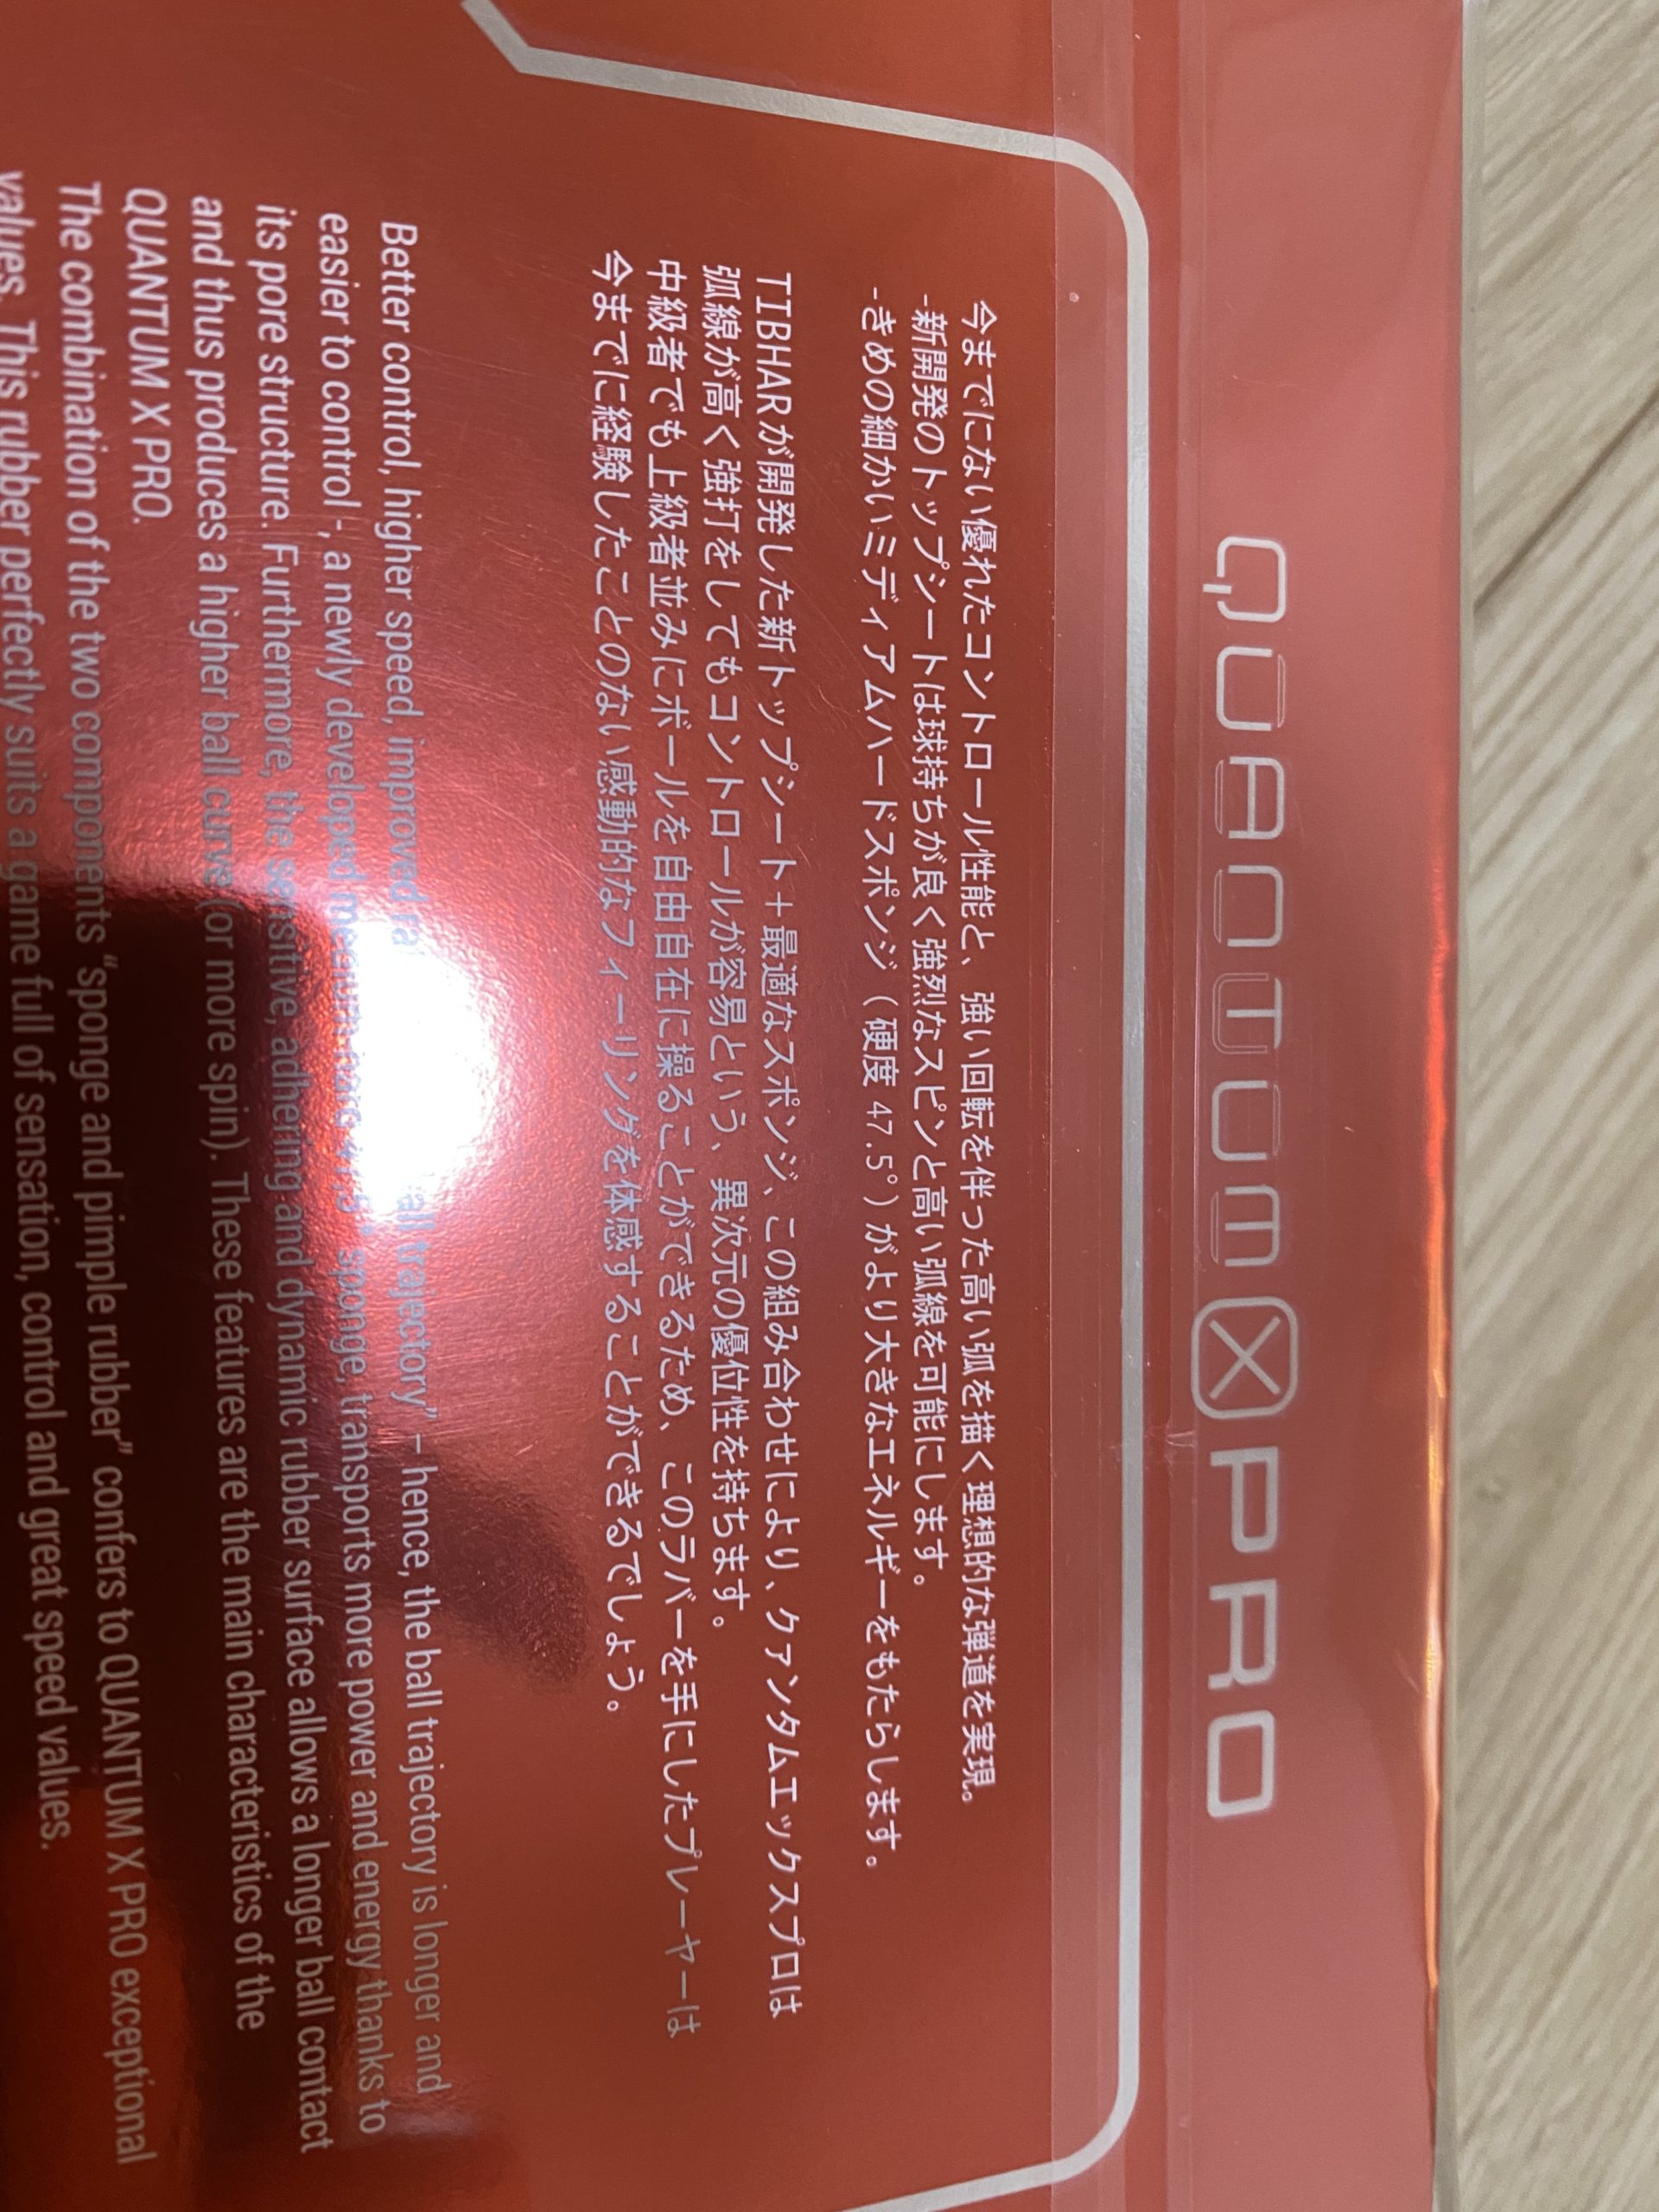 QUANTUM X PRO
今までにない優れたコントロール性能と、強い回転を伴った高い弧を描く理想的な弾道を実現。
-新開発のトップシートは球持ちが良く強烈なスピンと高い弧線を可能にします。
-きめの細かいミディアムハードスポンジ（硬度 47.5°）がより大きなエネルギーをもたらします。
TIBHARが開発した新トップシート＋最適なスポンジ、この組み合わせにより、クァンタムエックスプロは
弧線が高く強打をしてもコントロールが容易という、異次元の優位性を持ちます。
中級者でも上級者並みにボールを自由自在に操ることができるため、このラバーを手にしたプレーヤーは
今までに経験したことのない感動的なフィーリングを体感することができるでしょう。
Better control, higher speed, improved trajectory” – hence, the ball trajectory is longer and
easier to control -, a newly developed medium hard 47.5° sponge, transports more power and energy thanks to
its pore structure. Furthermore, the sensitive, adhering and dynamic rubber surface allows a longer ball contact
and thus produces a higher ball curve (or more spin). These features are the main characteristics of the
QUANTUM X PRO.
The combination of the two components “sponge and pimple rubber” confers to QUANTUM X PRO exceptional
values. This rubber perfectly suits a game full of sensation, control and great speed values.